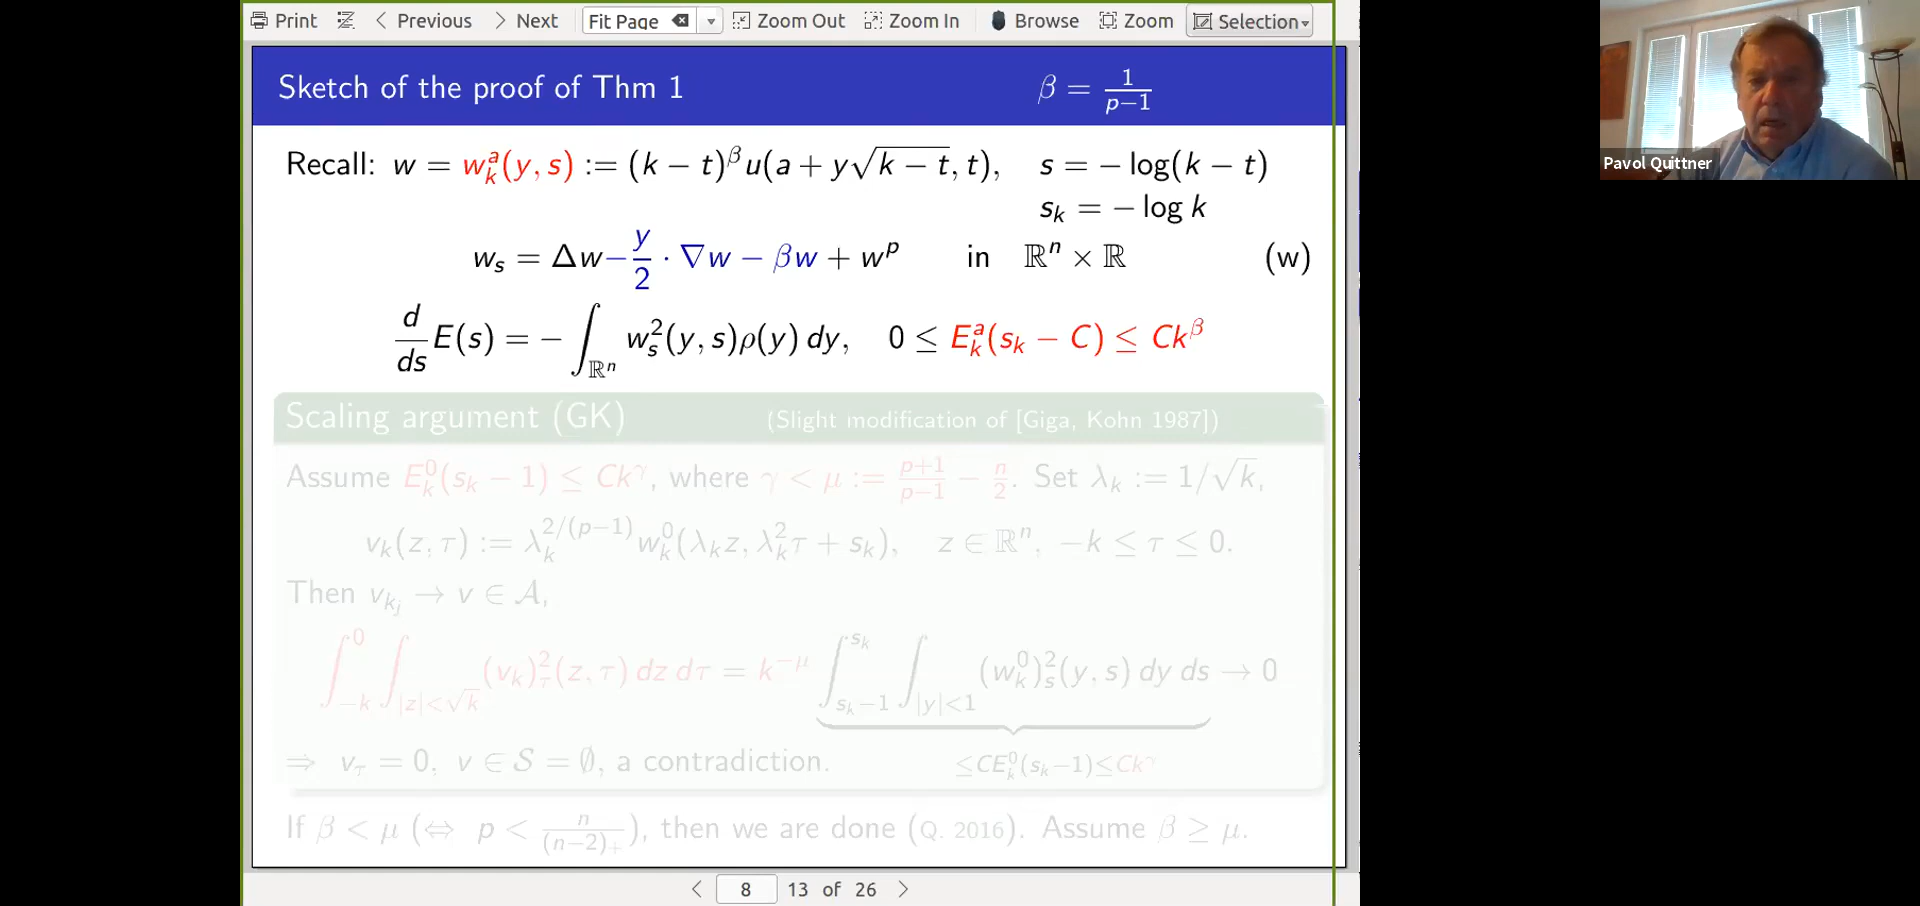 Print Previous Next Fit Page Zoom Out Zoom In Browse Zoom Selection
Sketch of the proof of Thm 1 β = 1/(p−1)
Pavol Quittner
Recall: w = w_k^a(y, s) := (k − t)^β u(a + y√(k − t), t), s = − log(k − t)
s_k = − log k
w_s = Δw − y/2 · ∇w − βw + w^p in ℝ^n × ℝ (w)
d/ds E(s) = − ∫_{ℝ^n} w_s^2(y, s)ρ(y) dy, 0 ≤ E_k^a(s_k − C) ≤ Ck^β
Scaling argument (GK) (Slight modification of [Giga, Kohn 1987])
Assume E_k^0(s_k − 1) ≤ Ck^γ, where γ < μ := (p+1)/(p−1) − n/2. Set λ_k := 1/√k,
v_k(z, τ) := λ_k^{2/(p−1)} w_k^0(λ_k z, λ_k^2 τ + s_k), z ∈ ℝ^n, −k ≤ τ ≤ 0.
Then v_{k_j} → v ∈ 𝒜,
∫_{−k}^0 ∫_{|z|<√k} (v_k)_τ^2(z, τ) dz dτ = k^{−μ} ∫_{s_k−1}^{s_k} ∫_{|y|<1} (w_k^0)_s^2(y, s) dy ds → 0
⇒ v_τ = 0, v ∈ 𝒮 = ∅, a contradiction. ≤CE_k^0(s_k−1)≤Ck^γ
If β < μ (⇔ p < n/(n−2)_+), then we are done (Q. 2016). Assume β ≥ μ.
8 13 of 26